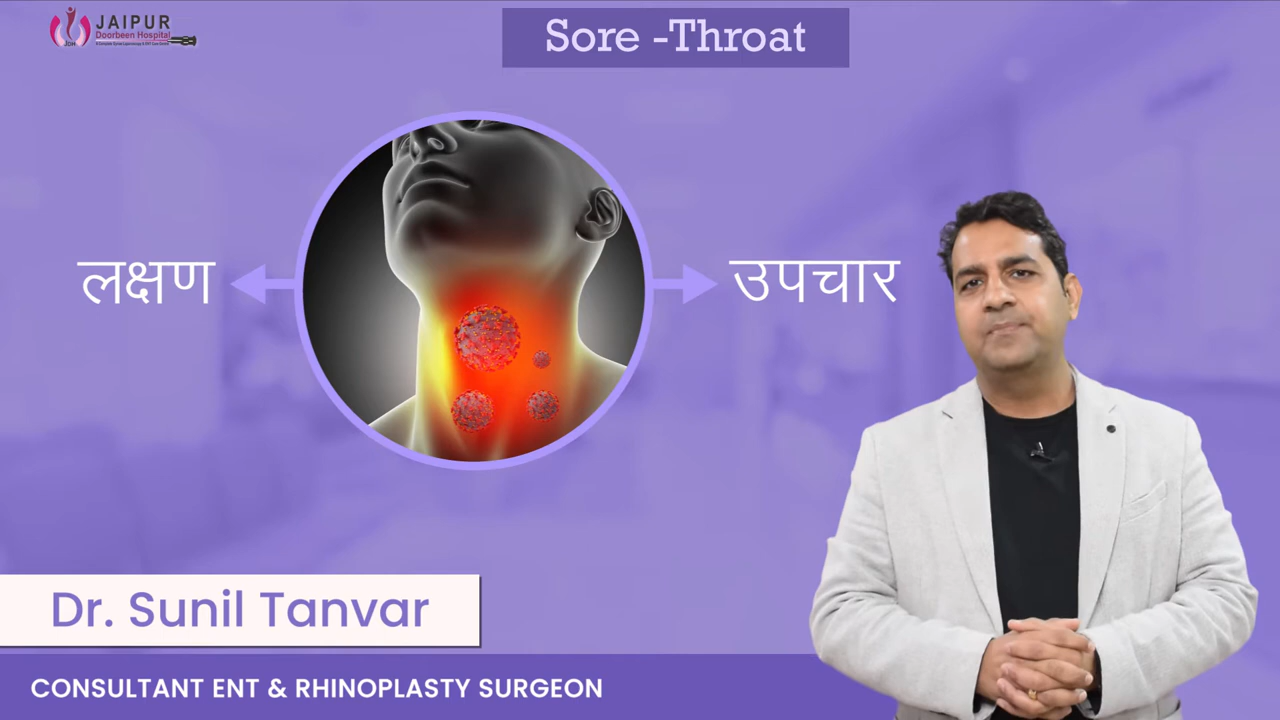 JAIPUR
Doorbeen Hospital
Sore -Throat
लक्षण
उपचार
Dr. Sunil Tanvar
CONSULTANT ENT & RHINOPLASTY SURGEON